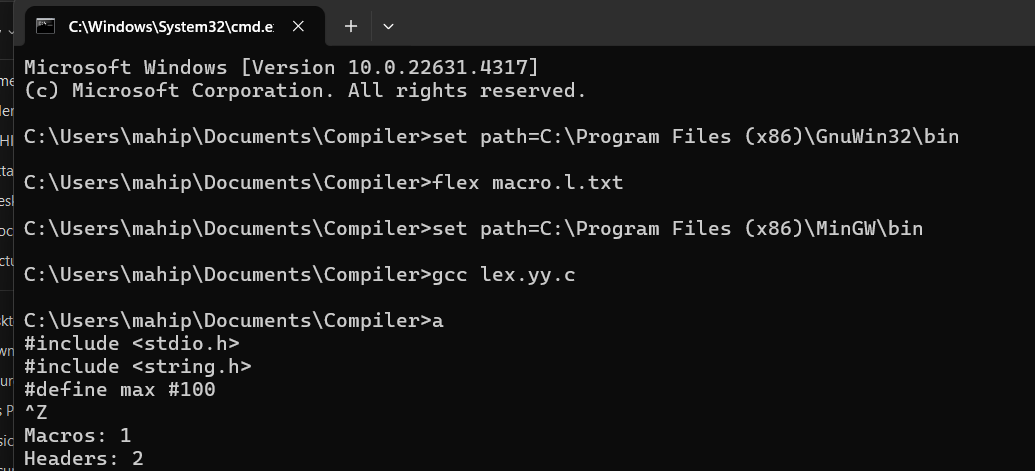 C:\Windows\System32\cmd.e
Microsoft Windows [Version 10.0.22631.4317]
(c) Microsoft Corporation. All rights reserved.
C:\Users\mahip\Documents\Compiler>set path=C:\Program Files (x86)\GnuWin32\bin
C:\Users\mahip\Documents\Compiler>flex macro.l.txt
C:\Users\mahip\Documents\Compiler>set path=C:\Program Files (x86)\MinGW\bin
C:\Users\mahip\Documents\Compiler>gcc lex.yy.c
C:\Users\mahip\Documents\Compiler>a
#include <stdio.h>
#include <string.h>
#define max #100
^Z
Macros: 1
Headers: 2